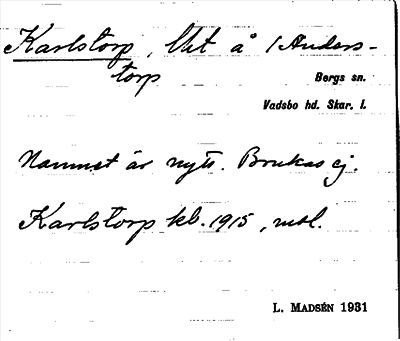 Karlstorp, Utt å 1 Anders-
torp
Bergs sn.
Vadsbo hd. Skar. l.
Namnet är nytt. Brukas ej.
Karlstorp kb. 1915, mtl.
L. MADSÉN 1931